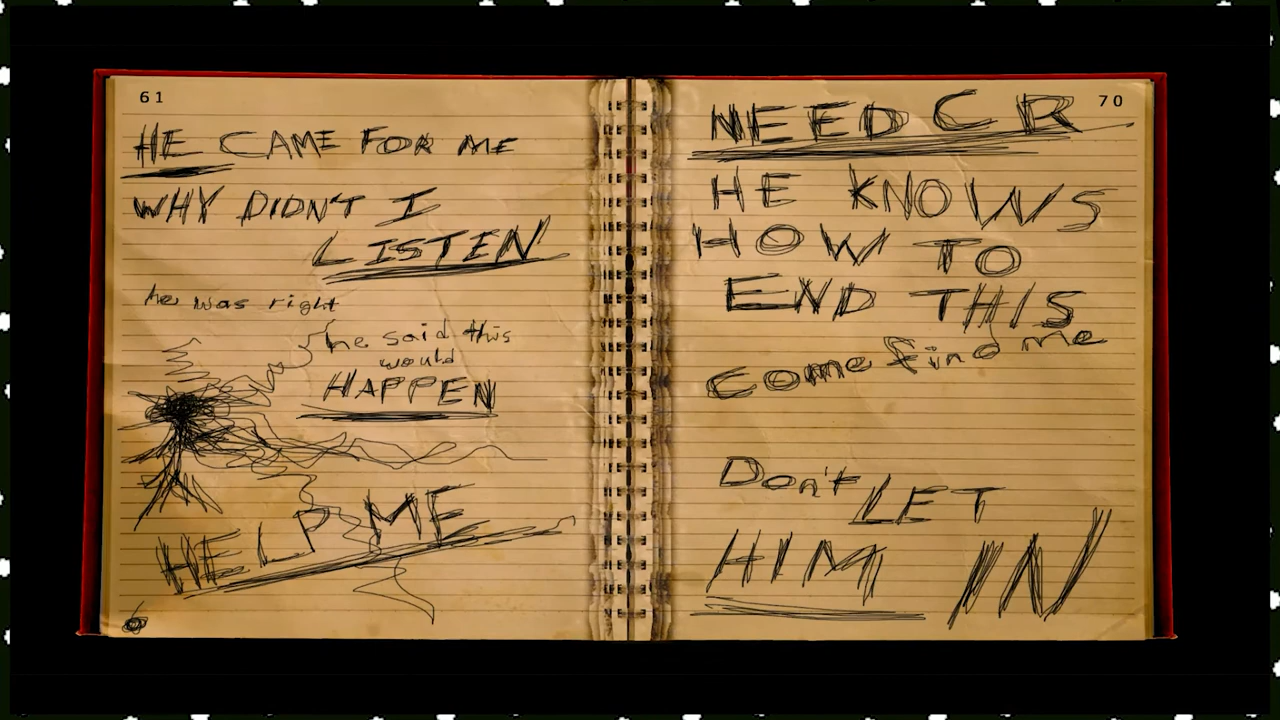 61
HE CAME FOR ME
WHY DIDN'T I
LISTEN
he was right
he said this
would
HAPPEN
HELP ME
70
NEED CR
HE KNOWS
HOW TO
END THIS
come find me
Don't LET
HIM IN